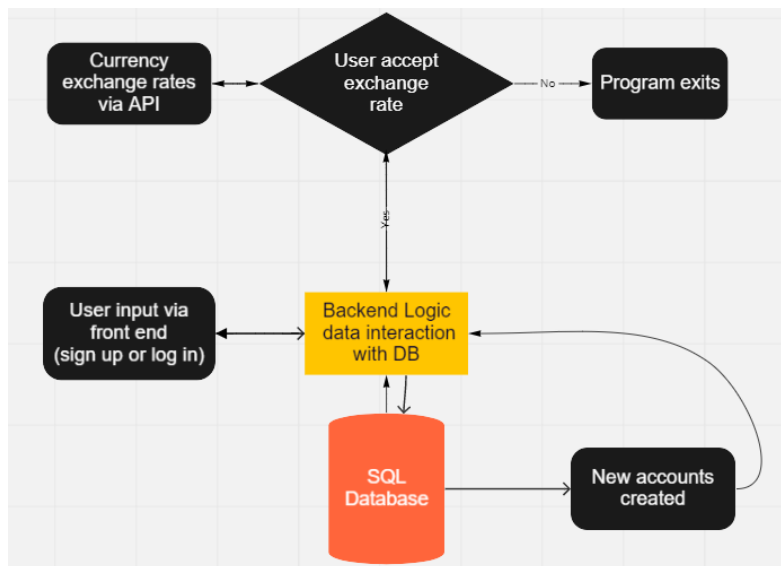 Currency
exchange rates
via API
User accept
exchange
rate
No
Program exits
Yes
User input via
front end
(sign up or log in)
Backend Logic
data interaction
with DB
SQL
Database
New accounts
created